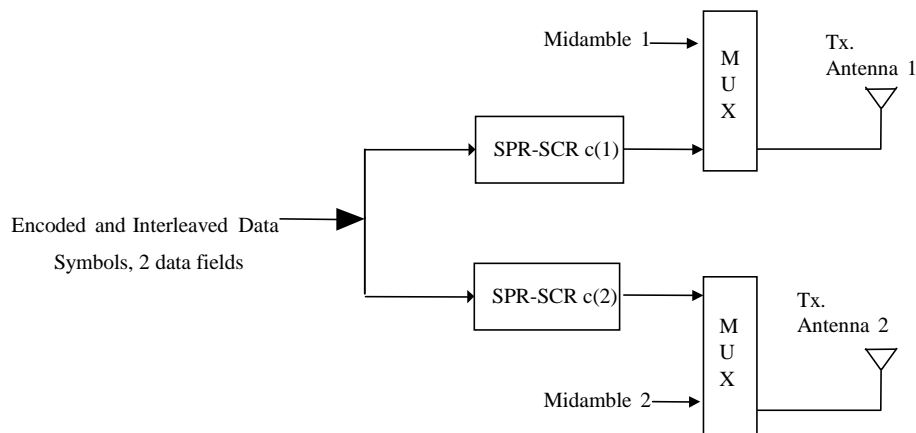 Midamble 1
M
U
X
Tx.
Antenna 1
SPR-SCR c(1)
Encoded and Interleaved Data
Symbols, 2 data fields
SPR-SCR c(2)
M
U
X
Tx.
Antenna 2
Midamble 2